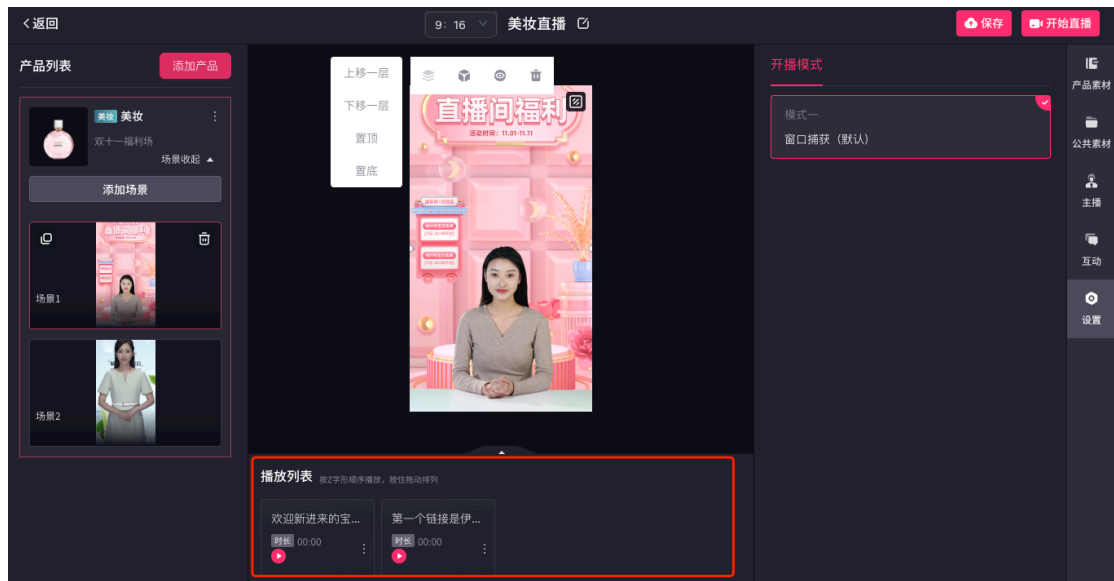 返回
9：16
美妆直播
保存
开始直播
产品列表
添加产品
美妆 美妆
双十一福利场
场景收起
添加场景
场景1
场景2
上移一层
下移一层
置顶
置底
直播间福利
活动时间：11.01-11.11
播放列表 按Z字形顺序播放，按住拖动排列
欢迎新进来的宝...
时长 00:00
第一个链接是伊...
时长 00:00
开播模式
模式一
窗口捕获（默认）
产品素材
公共素材
主播
互动
设置